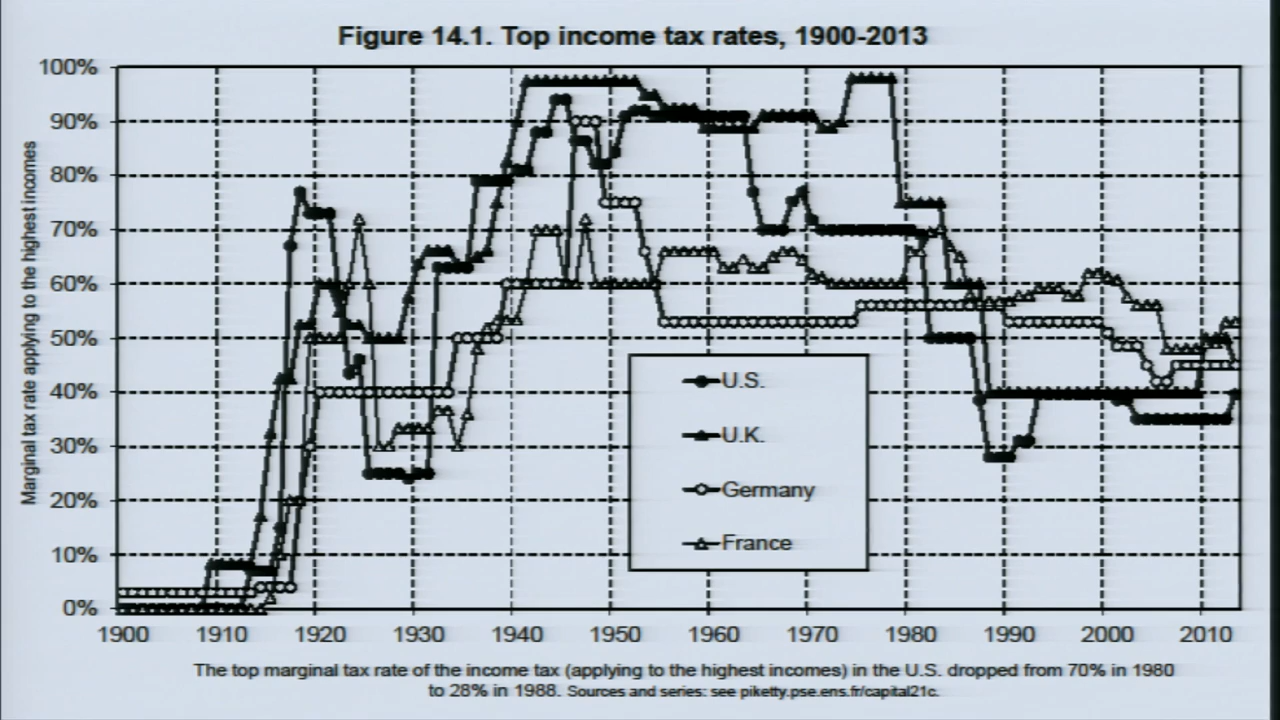 Figure 14.1. Top income tax rates, 1900-2013
Marginal tax rate applying to the highest incomes
100%
90%
80%
70%
60%
50%
40%
30%
20%
10%
0%
U.S.
U.K.
Germany
France
1900 1910 1920 1930 1940 1950 1960 1970 1980 1990 2000 2010
The top marginal tax rate of the income tax (applying to the highest incomes) in the U.S. dropped from 70% in 1980
to 28% in 1988. Sources and series: see piketty.pse.ens.fr/capital21c.